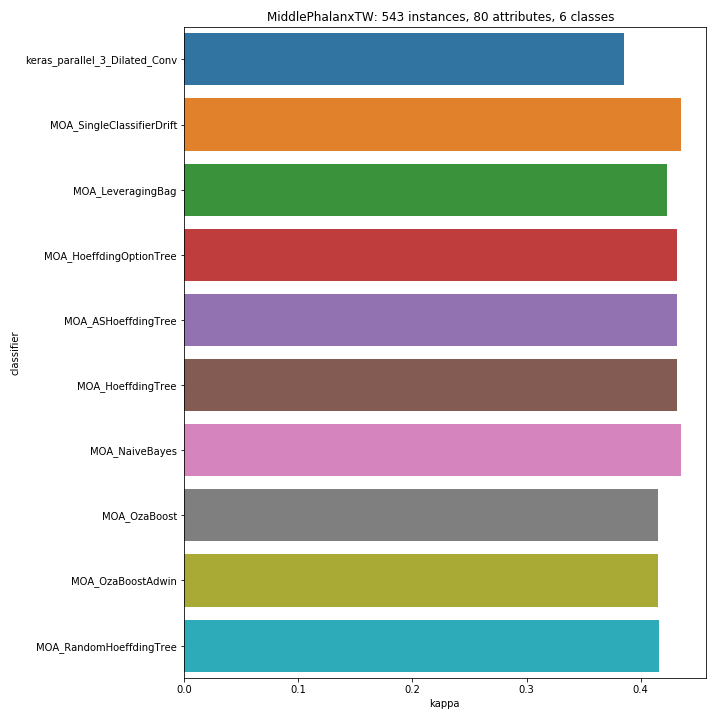 MiddlePhalanxTW: 543 instances, 80 attributes, 6 classes
keras_parallel_3_Dilated_Conv
MOA_SingleClassifierDrift
MOA_LeveragingBag
MOA_HoeffdingOptionTree
MOA_ASHoeffdingTree
MOA_HoeffdingTree
MOA_NaiveBayes
MOA_OzaBoost
MOA_OzaBoostAdwin
MOA_RandomHoeffdingTree
classifier
0.0 0.1 0.2 0.3 0.4
kappa